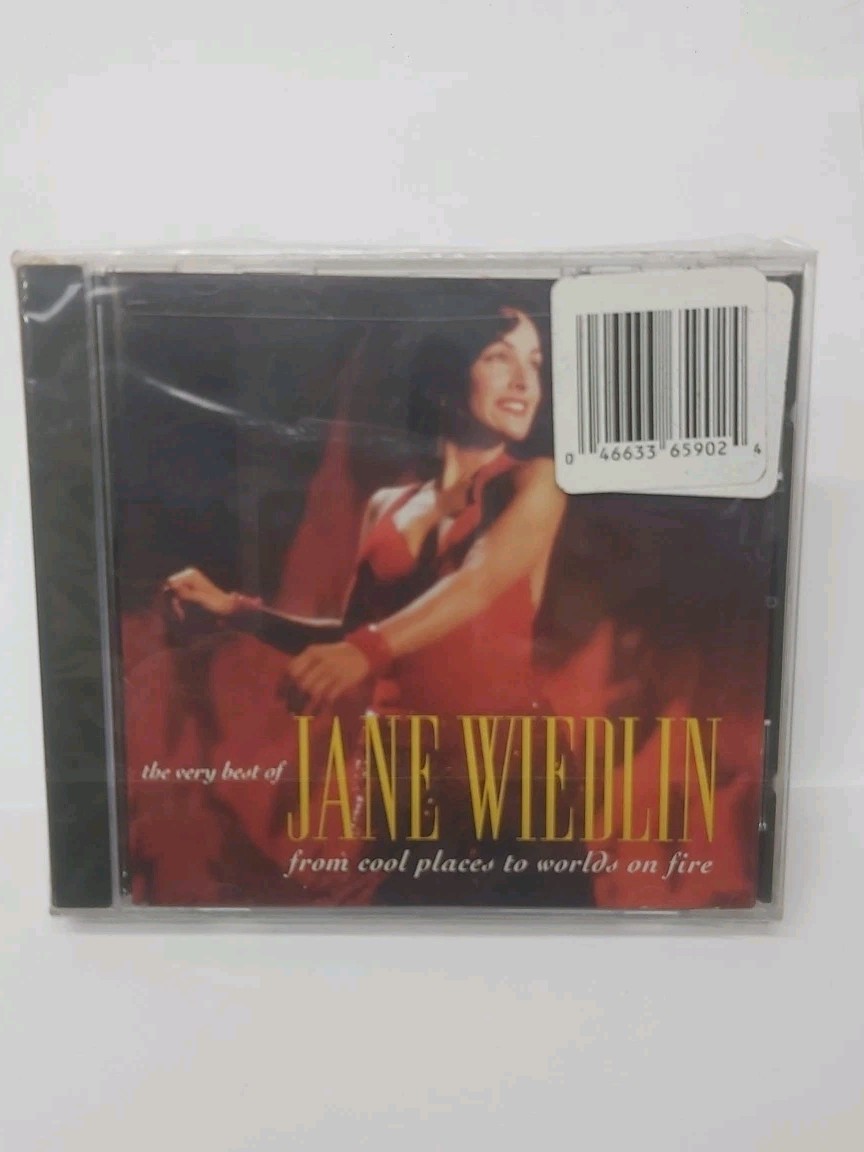 0 46633 65902 4
the very best of
JANE WIEDLIN
from cool places to worlds on fire